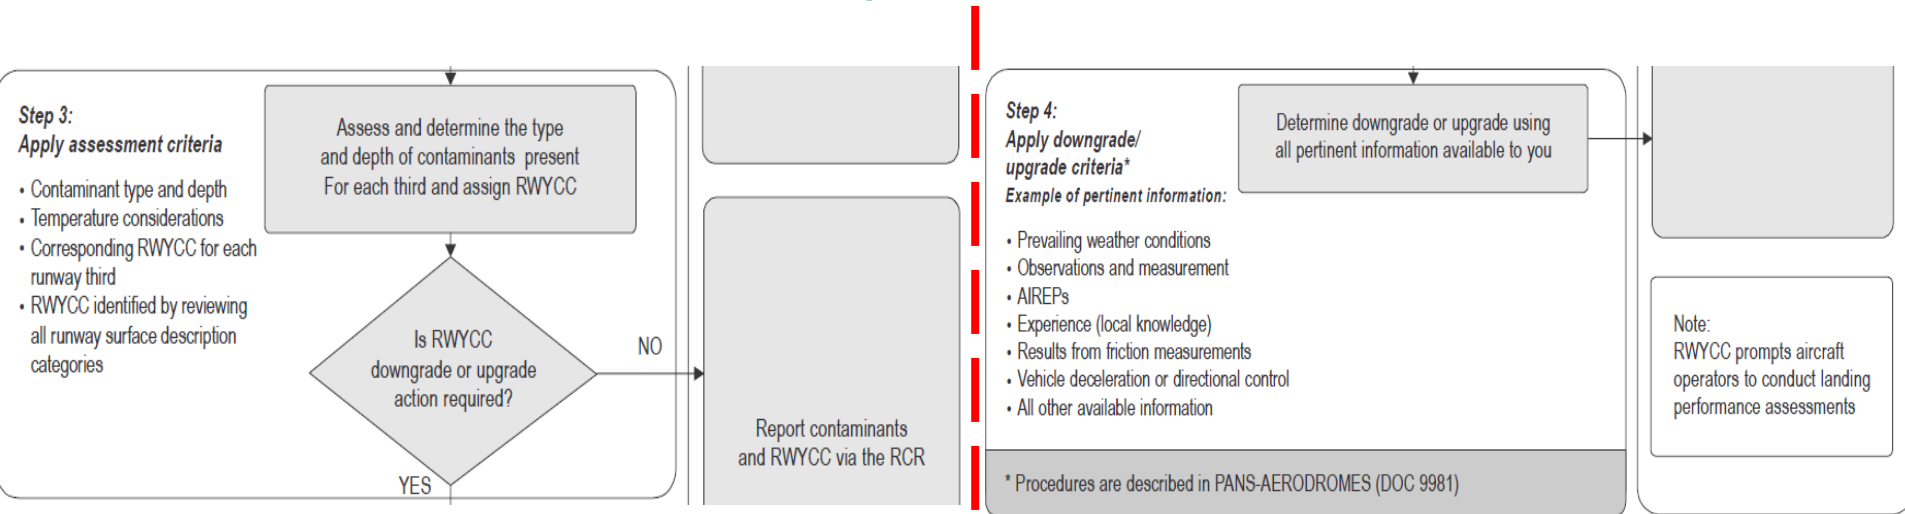 Step 3:
Apply assessment criteria
• Contaminant type and depth
• Temperature considerations
• Corresponding RWYCC for each
runway third
• RWYCC identified by reviewing
all runway surface description
categories
Assess and determine the type
and depth of contaminants present
For each third and assign RWYCC
Is RWYCC
downgrade or upgrade
action required?
NO
YES
Report contaminants
and RWYCC via the RCR
Step 4:
Apply downgrade/
upgrade criteria*
Example of pertinent information:
• Prevailing weather conditions
• Observations and measurement
• AIREPs
• Experience (local knowledge)
• Results from friction measurements
• Vehicle deceleration or directional control
• All other available information
Determine downgrade or upgrade using
all pertinent information available to you
* Procedures are described in PANS-AERODROMES (DOC 9981)
Note:
RWYCC prompts aircraft
operators to conduct landing
performance assessments